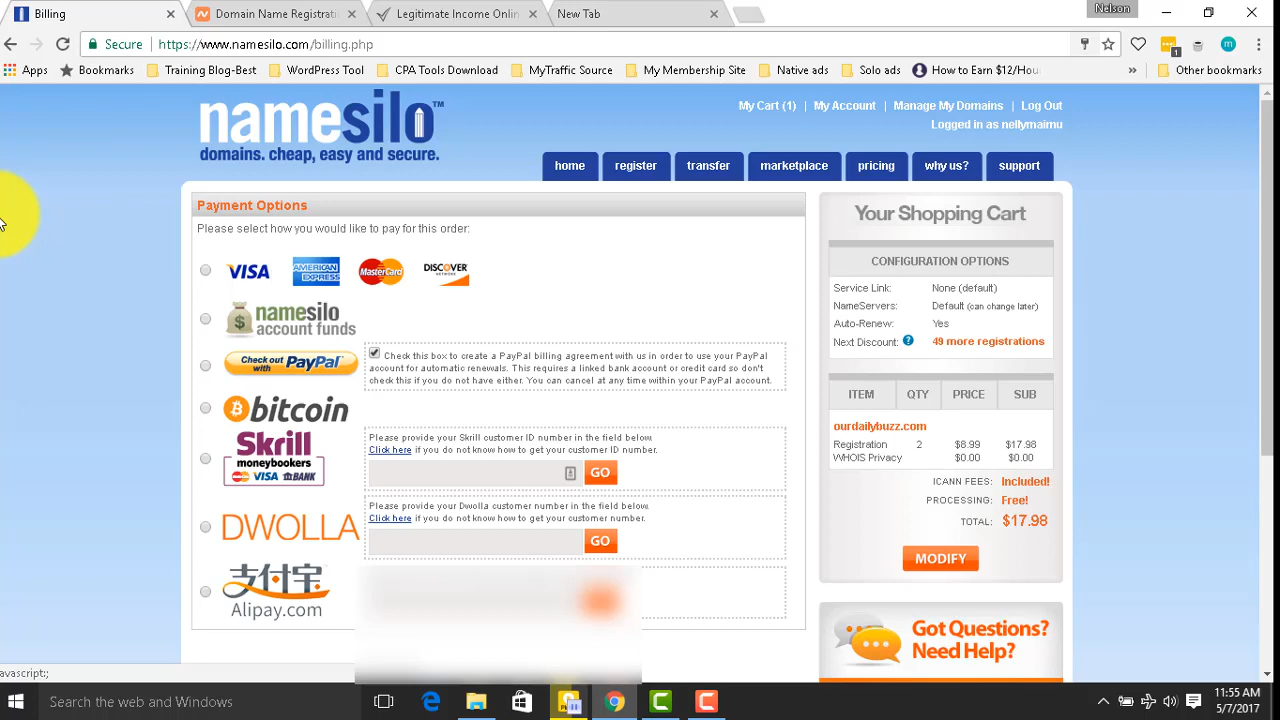 Billing
Domain Name Registrati
Legitimate Income Onlin
New Tab
Nelson
Secure
https://www.namesilo.com/billing.php
1
m
Apps
Bookmarks
Training Blog-Best
WordPress Tool
CPA Tools Download
MyTraffic Source
My Membership Site
Native ads
Solo ads
How to Earn $12/Hou
»
Other bookmarks
namesilo™
domains. cheap, easy and secure.
My Cart (1) | My Account | Manage My Domains | Log Out
Logged in as nellymaimu
home
register
transfer
marketplace
pricing
why us?
support
Payment Options
Please select how you would like to pay for this order:
VISA
AMERICAN EXPRESS
MasterCard
DISCOVER NETWORK
namesilo
account funds
Check out with PayPal
Check this box to create a PayPal billing agreement with us in order to use your PayPal
account for automatic renewals. This requires a linked bank account or credit card so don't
check this if you do not have either. You can cancel at any time within your PayPal account.
bitcoin
Skrill
moneybookers
VISA BANK
Please provide your Skrill customer ID number in the field below.
Click here if you do not know how to get your customer ID number.
GO
DWOLLA
Please provide your Dwolla customer number in the field below.
Click here if you do not know how to get your customer number.
GO
支付宝
Alipay.com
Your Shopping Cart
CONFIGURATION OPTIONS
Service Link: None (default)
NameServers: Default (can change later)
Auto-Renew: Yes
Next Discount: ? 49 more registrations
ITEM QTY PRICE SUB
ourdailybuzz.com
Registration 2 $8.99 $17.98
WHOIS Privacy $0.00 $0.00
ICANN FEES: Included!
PROCESSING: Free!
TOTAL: $17.98
MODIFY
Got Questions?
Need Help?
avascript:;
Search the web and Windows
11:55 AM
5/7/2017